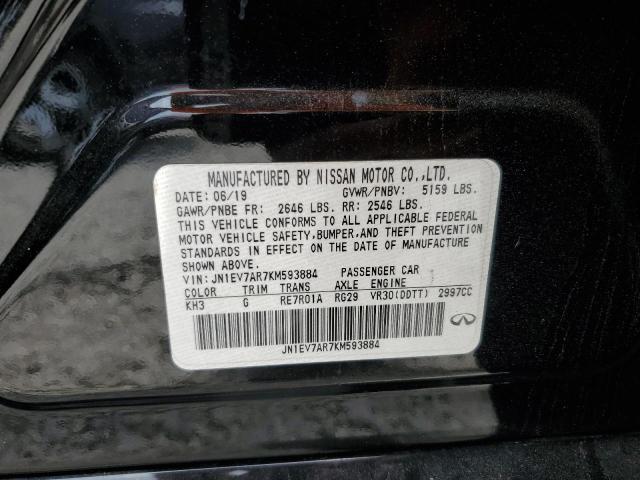 MANUFACTURED BY NISSAN MOTOR CO.,LTD.
DATE: 06/19 GVWR/PNBV: 5159 LBS.
GAWR/PNBE FR: 2646 LBS. RR: 2546 LBS.
THIS VEHICLE CONFORMS TO ALL APPLICABLE FEDERAL
MOTOR VEHICLE SAFETY,BUMPER,AND THEFT PREVENTION
STANDARDS IN EFFECT ON THE DATE OF MANUFACTURE
SHOWN ABOVE.
VIN: JN1EV7AR7KM593884 PASSENGER CAR
COLOR TRIM TRANS AXLE ENGINE
KH3 G RE7R01A RG29 VR30(DDTT) 2997CC
JN1EV7AR7KM593884